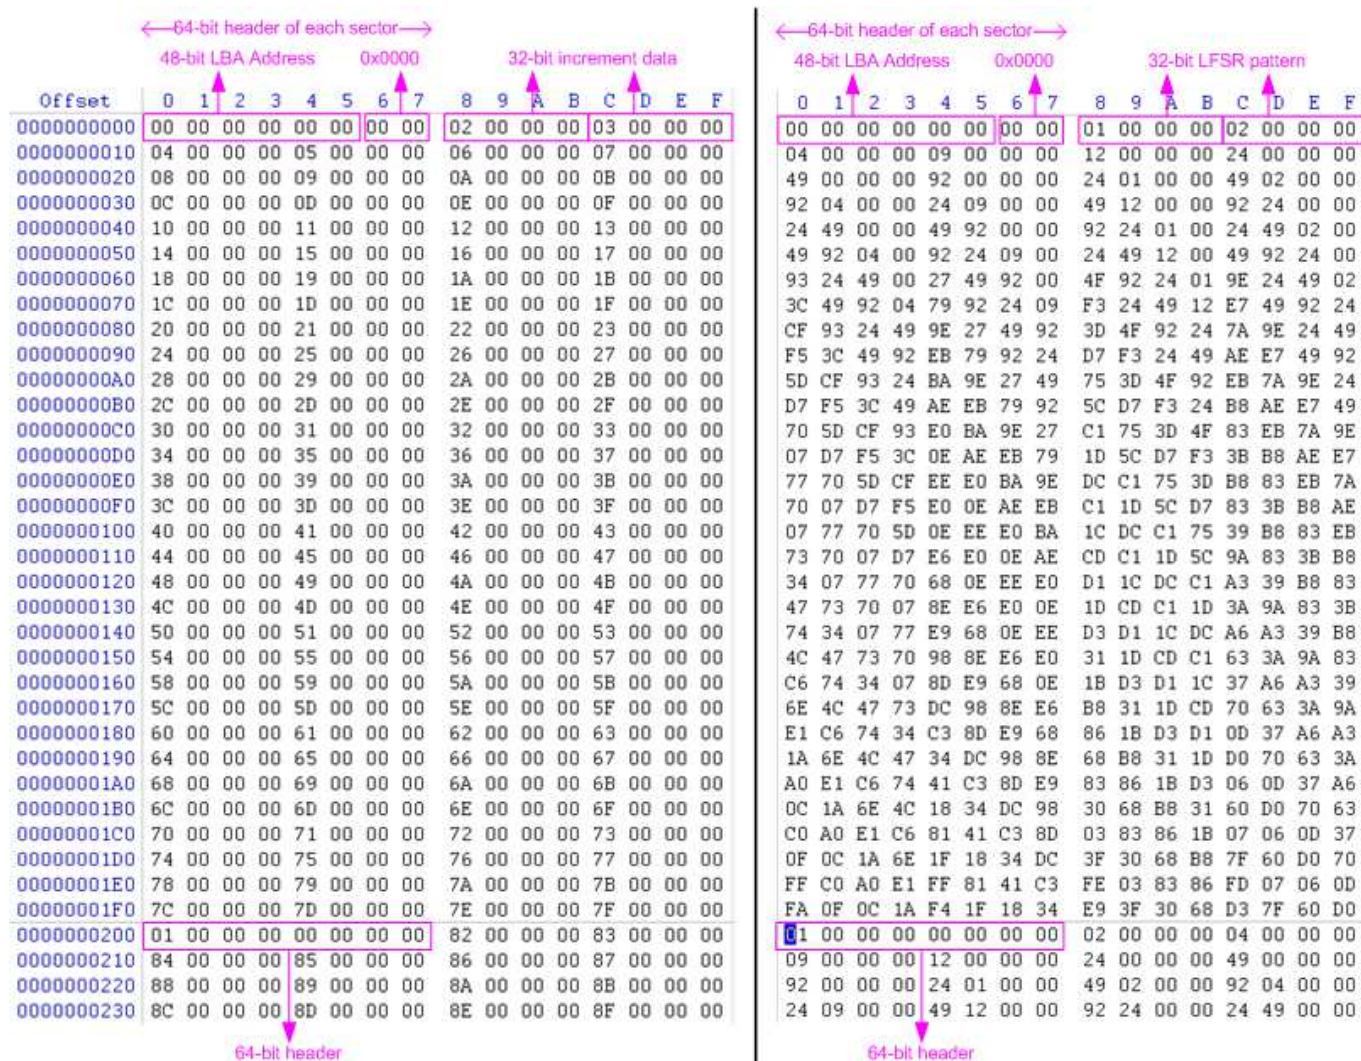 64-bit header of each sector
48-bit LBA Address 0x0000 32-bit increment data
Offset 0 1 2 3 4 5 6 7 8 9 A B C D E F
0000000000 00 00 00 00 00 00 00 00 02 00 00 00 03 00 00 00
0000000010 04 00 00 00 05 00 00 00 06 00 00 00 07 00 00 00
0000000020 08 00 00 00 09 00 00 00 0A 00 00 00 0B 00 00 00
0000000030 0C 00 00 00 0D 00 00 00 0E 00 00 00 0F 00 00 00
0000000040 10 00 00 00 11 00 00 00 12 00 00 00 13 00 00 00
0000000050 14 00 00 00 15 00 00 00 16 00 00 00 17 00 00 00
0000000060 18 00 00 00 19 00 00 00 1A 00 00 00 1B 00 00 00
0000000070 1C 00 00 00 1D 00 00 00 1E 00 00 00 1F 00 00 00
0000000080 20 00 00 00 21 00 00 00 22 00 00 00 23 00 00 00
0000000090 24 00 00 00 25 00 00 00 26 00 00 00 27 00 00 00
00000000A0 28 00 00 00 29 00 00 00 2A 00 00 00 2B 00 00 00
00000000B0 2C 00 00 00 2D 00 00 00 2E 00 00 00 2F 00 00 00
00000000C0 30 00 00 00 31 00 00 00 32 00 00 00 33 00 00 00
00000000D0 34 00 00 00 35 00 00 00 36 00 00 00 37 00 00 00
00000000E0 38 00 00 00 39 00 00 00 3A 00 00 00 3B 00 00 00
00000000F0 3C 00 00 00 3D 00 00 00 3E 00 00 00 3F 00 00 00
0000000100 40 00 00 00 41 00 00 00 42 00 00 00 43 00 00 00
0000000110 44 00 00 00 45 00 00 00 46 00 00 00 47 00 00 00
0000000120 48 00 00 00 49 00 00 00 4A 00 00 00 4B 00 00 00
0000000130 4C 00 00 00 4D 00 00 00 4E 00 00 00 4F 00 00 00
0000000140 50 00 00 00 51 00 00 00 52 00 00 00 53 00 00 00
0000000150 54 00 00 00 55 00 00 00 56 00 00 00 57 00 00 00
0000000160 58 00 00 00 59 00 00 00 5A 00 00 00 5B 00 00 00
0000000170 5C 00 00 00 5D 00 00 00 5E 00 00 00 5F 00 00 00
0000000180 60 00 00 00 61 00 00 00 62 00 00 00 63 00 00 00
0000000190 64 00 00 00 65 00 00 00 66 00 00 00 67 00 00 00
00000001A0 68 00 00 00 69 00 00 00 6A 00 00 00 6B 00 00 00
00000001B0 6C 00 00 00 6D 00 00 00 6E 00 00 00 6F 00 00 00
00000001C0 70 00 00 00 71 00 00 00 72 00 00 00 73 00 00 00
00000001D0 74 00 00 00 75 00 00 00 76 00 00 00 77 00 00 00
00000001E0 78 00 00 00 79 00 00 00 7A 00 00 00 7B 00 00 00
00000001F0 7C 00 00 00 7D 00 00 00 7E 00 00 00 7F 00 00 00
0000000200 01 00 00 00 00 00 00 00 82 00 00 00 83 00 00 00
0000000210 84 00 00 00 85 00 00 00 86 00 00 00 87 00 00 00
0000000220 88 00 00 00 89 00 00 00 8A 00 00 00 8B 00 00 00
0000000230 8C 00 00 00 8D 00 00 00 8E 00 00 00 8F 00 00 00
64-bit header
64-bit header of each sector
48-bit LBA Address 0x0000 32-bit LFSR pattern
0 1 2 3 4 5 6 7 8 9 A B C D E F
00 00 00 00 00 00 00 00 01 00 00 00 02 00 00 00
04 00 00 00 09 00 00 00 12 00 00 00 24 00 00 00
49 00 00 00 92 00 00 00 24 01 00 00 49 02 00 00
92 04 00 00 24 09 00 00 49 12 00 00 92 24 00 00
24 49 00 00 49 92 00 00 92 24 01 00 24 49 02 00
49 92 04 00 92 24 09 00 24 49 12 00 49 92 24 00
93 24 49 00 27 49 92 00 4F 92 24 01 9E 24 49 02
3C 49 92 04 79 92 24 09 F3 24 49 12 E7 49 92 24
CF 93 24 49 9E 27 49 92 3D 4F 92 24 7A 9E 24 49
F5 3C 49 92 EB 79 92 24 D7 F3 24 49 AE E7 49 92
5D CF 93 24 BA 9E 27 49 75 3D 4F 92 EB 7A 9E 24
D7 F5 3C 49 AE EB 79 92 5C D7 F3 24 B8 AE E7 49
70 5D CF 93 E0 BA 9E 27 C1 75 3D 4F 83 EB 7A 9E
07 D7 F5 3C 0E AE EB 79 1D 5C D7 F3 3B B8 AE E7
77 70 5D CF EE E0 BA 9E DC C1 75 3D B8 83 EB 7A
70 07 D7 F5 E0 0E AE EB C1 1D 5C D7 83 3B B8 AE
07 77 70 5D 0E EE E0 BA 1C DC C1 75 39 B8 83 EB
73 70 07 D7 E6 E0 0E AE CD C1 1D 5C 9A 83 3B B8
34 07 77 70 68 0E EE E0 D1 1C DC C1 A3 39 B8 83
47 73 70 07 8E E6 E0 0E 1D CD C1 1D 3A 9A 83 3B
74 34 07 77 E9 68 0E EE D3 D1 1C DC A6 A3 39 B8
4C 47 73 70 98 8E E6 E0 31 1D CD C1 63 3A 9A 83
C6 74 34 07 8D E9 68 0E 1B D3 D1 1C 37 A6 A3 39
6E 4C 47 73 DC 98 8E E6 B8 31 1D CD 70 63 3A 9A
E1 C6 74 34 C3 8D E9 68 86 1B D3 D1 0D 37 A6 A3
1A 6E 4C 47 34 DC 98 8E 68 B8 31 1D D0 70 63 3A
A0 E1 C6 74 41 C3 8D E9 83 86 1B D3 06 0D 37 A6
0C 1A 6E 4C 18 34 DC 98 30 68 B8 31 60 D0 70 63
C0 A0 E1 C6 81 41 C3 8D 03 83 86 1B 07 06 0D 37
0F 0C 1A 6E 1F 18 34 DC 3F 30 68 B8 7F 60 D0 70
FF C0 A0 E1 FF 81 41 C3 FE 03 83 86 FD 07 06 0D
FA 0F 0C 1A F4 1F 18 34 E9 3F 30 68 D3 7F 60 D0
01 00 00 00 00 00 00 00 02 00 00 00 04 00 00 00
09 00 00 00 12 00 00 00 24 00 00 00 49 00 00 00
92 00 00 00 24 01 00 00 49 02 00 00 92 04 00 00
24 09 00 00 49 12 00 00 92 24 00 00 24 49 00 00
64-bit header